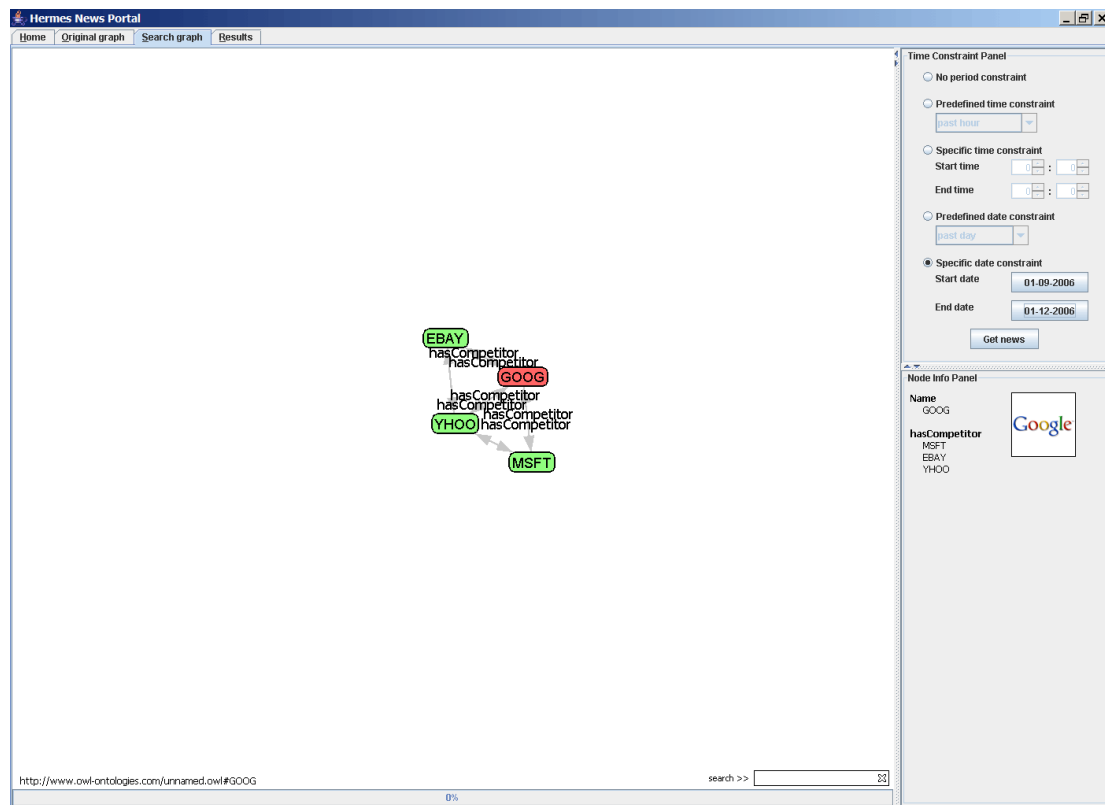 Hermes News Portal
Home Original graph Search graph Results
Time Constraint Panel
No period constraint
Predefined time constraint
past hour
Specific time constraint
Start time 0 : 0
End time 0 : 0
Predefined date constraint
past day
Specific date constraint
Start date 01-09-2006
End date 01-12-2006
Get news
EBAY
hasCompetitor
hasCompetitor
GOOG
hasCompetitor
hasCompetitor
hasCompetitor
YHOO hasCompetitor
MSFT
Node Info Panel
Name
GOOG
Google
hasCompetitor
MSFT
EBAY
YHOO
http://www.owl-ontologies.com/unnamed.owl#GOOG
search >>
0%